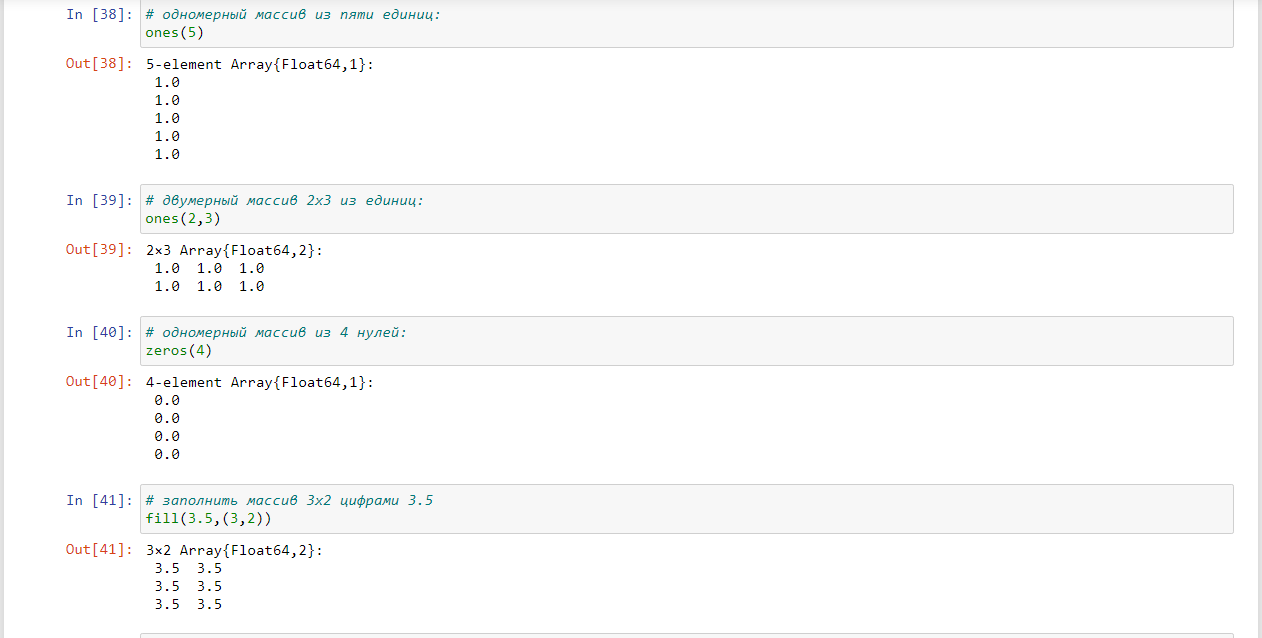 In [38]: # одномерный массив из пяти единиц:
ones(5)
Out[38]: 5-element Array{Float64,1}:
1.0
1.0
1.0
1.0
1.0
In [39]: # двумерный массив 2x3 из единиц:
ones(2,3)
Out[39]: 2×3 Array{Float64,2}:
1.0  1.0  1.0
1.0  1.0  1.0
In [40]: # одномерный массив из 4 нулей:
zeros(4)
Out[40]: 4-element Array{Float64,1}:
0.0
0.0
0.0
0.0
In [41]: # заполнить массив 3x2 цифрами 3.5
fill(3.5,(3,2))
Out[41]: 3×2 Array{Float64,2}:
3.5  3.5
3.5  3.5
3.5  3.5